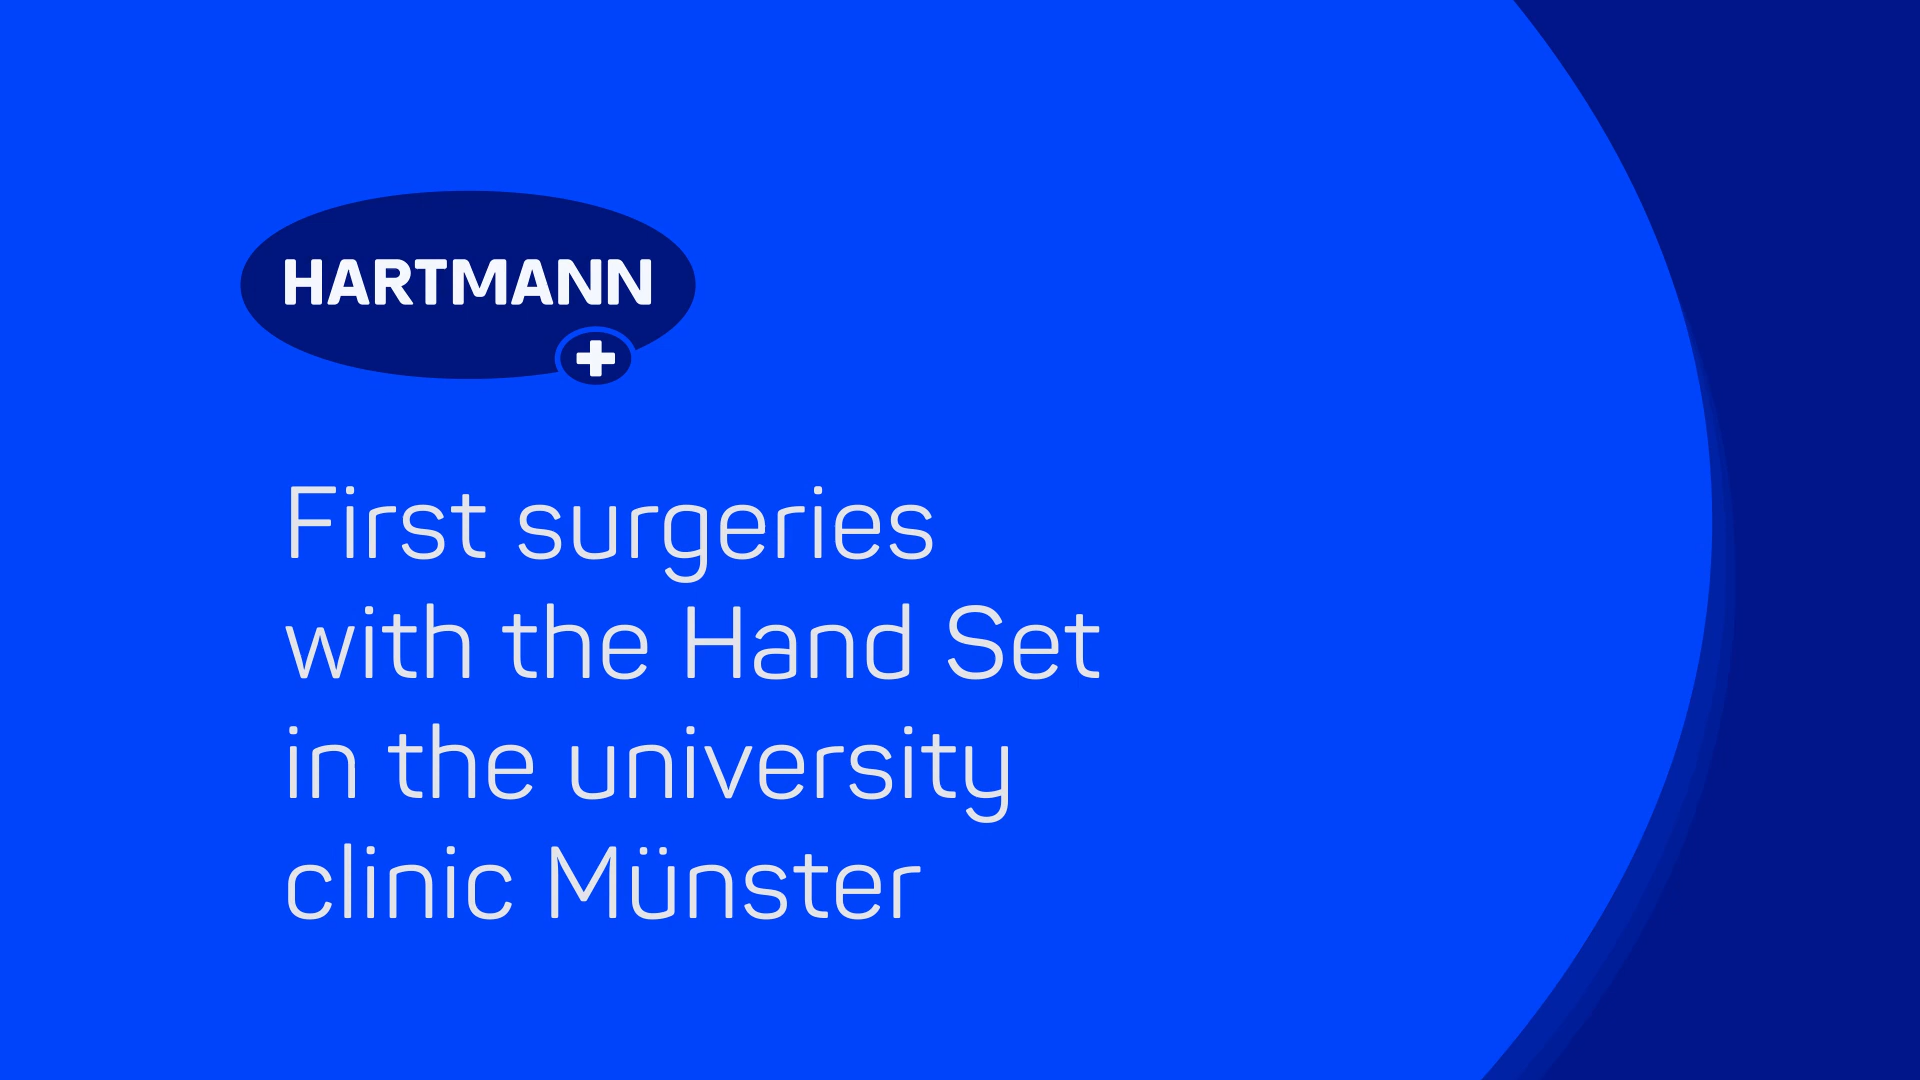 HARTMANN
First surgeries
with the Hand Set
in the university
clinic Münster